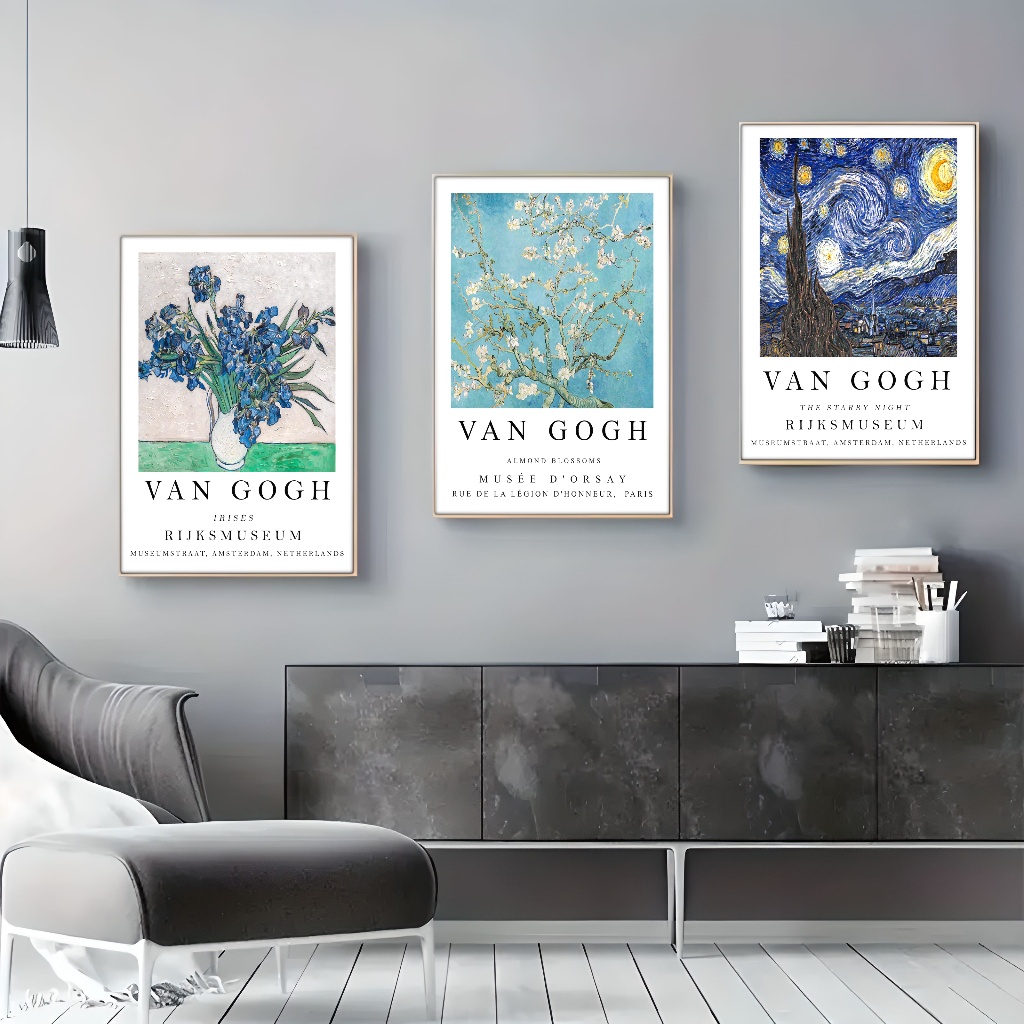 VAN GOGH
IRISES
RIJKSMUSEUM
MUSEUMSTRAAT, AMSTERDAM, NETHERLANDS
VAN GOGH
ALMOND BLOSSOMS
MUSÉE D'ORSAY
RUE DE LA LÉGION D'HONNEUR, PARIS
VAN GOGH
THE STARRY NIGHT
RIJKSMUSEUM
MUSEUMSTRAAT, AMSTERDAM, NETHERLANDS